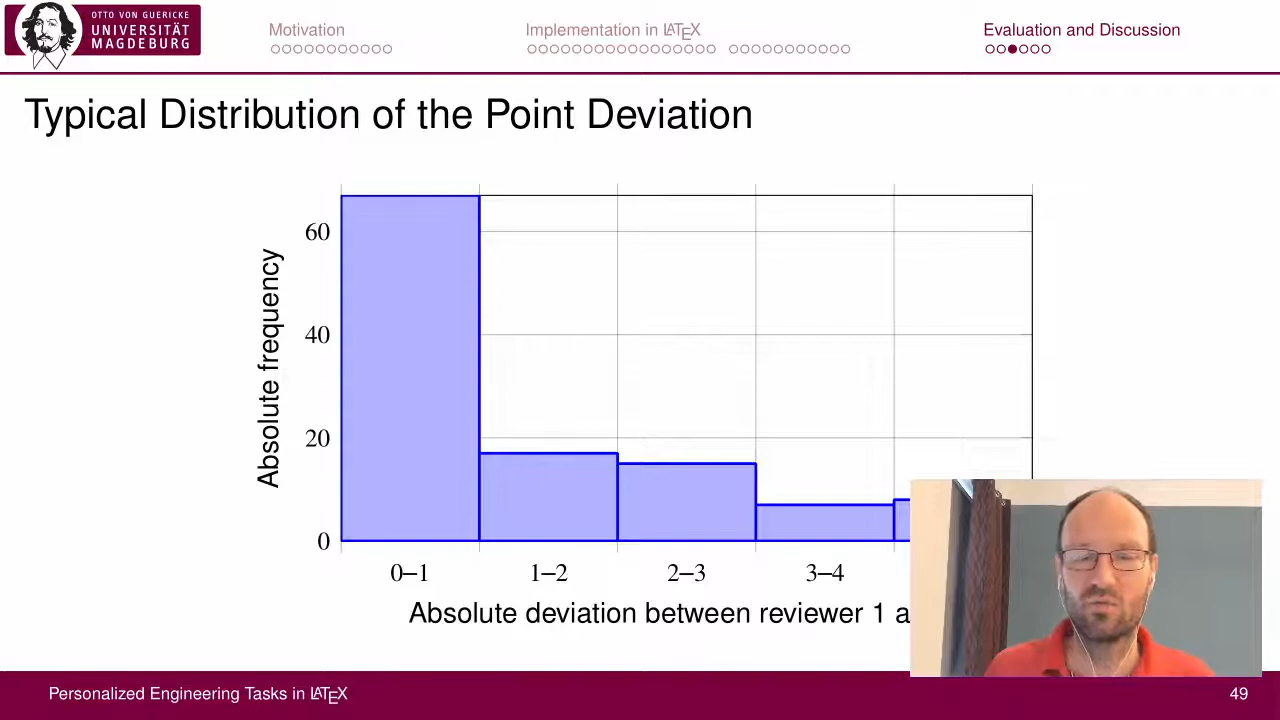 OTTO VON GUERICKE
UNIVERSITÄT
MAGDEBURG
Motivation
Implementation in LATEX
Evaluation and Discussion
Typical Distribution of the Point Deviation
Absolute frequency
60
40
20
0
0–1
1–2
2–3
3–4
Absolute deviation between reviewer 1 a
Personalized Engineering Tasks in LATEX
49